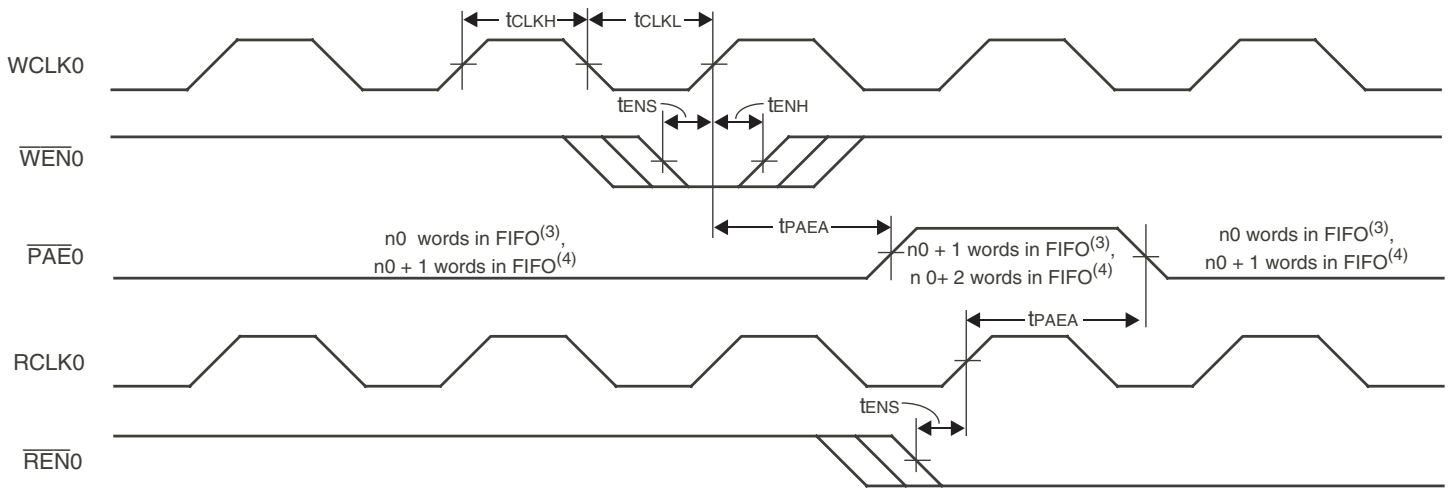 tCLKH tCLKL
WCLK0
tENS tENH
WEN0
tPAEA
PAE0
n0 words in FIFO(3),
n0 + 1 words in FIFO(4)
n0 + 1 words in FIFO(3),
n 0+ 2 words in FIFO(4)
n0 words in FIFO(3),
n0 + 1 words in FIFO(4)
tPAEA
RCLK0
tENS
REN0